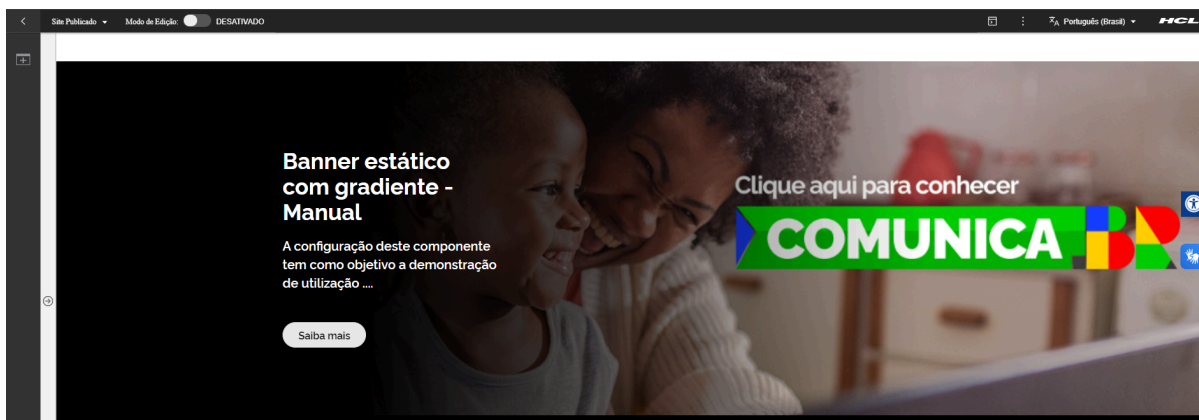 Site Publicado
Modo de Edição:
DESATIVADO
Português (Brasil)
HCL
Banner estático
com gradiente -
Manual
A configuração deste componente
tem como objetivo a demonstração
de utilização ....
Saiba mais
Clique aqui para conhecer
COMUNICA.BR